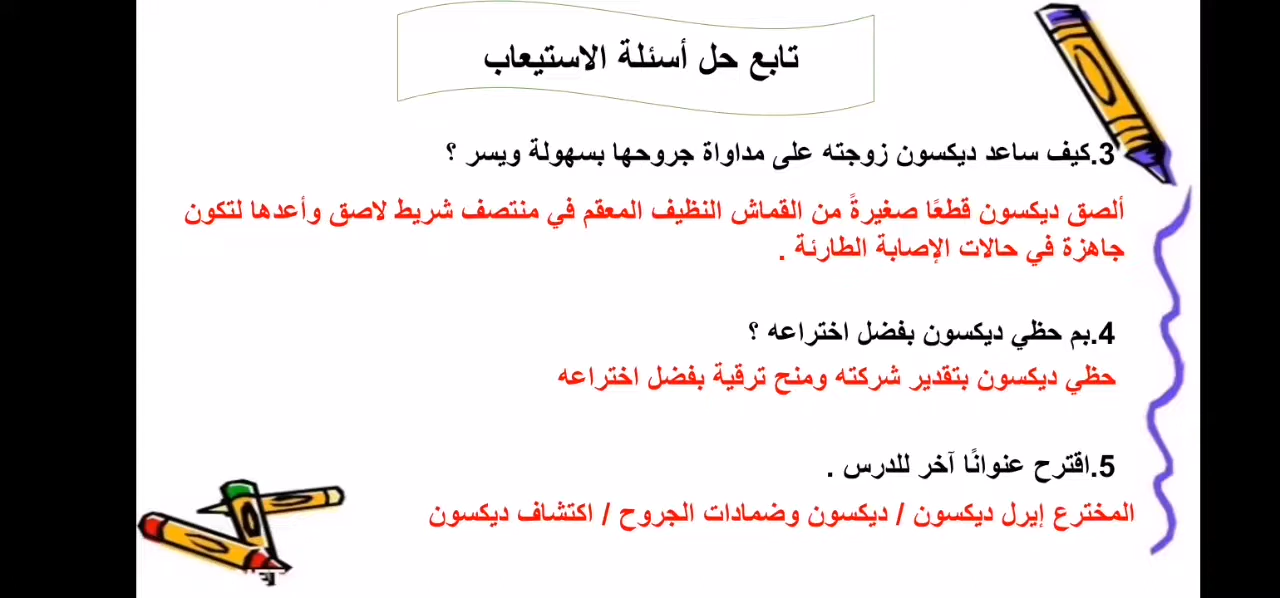 تابع حل أسئلة الاستيعاب
3.كيف ساعد ديكسون زوجته على مداواة جروحها بسهولة ويسر ؟
ألصق ديكسون قطعًا صغيرةً من القماش النظيف المعقم في منتصف شريط لاصق وأعدها لتكون
جاهزة في حالات الإصابة الطارئة .
4.بم حظي ديكسون بفضل اختراعه ؟
حظي ديكسون بتقدير شركته ومنح ترقية بفضل اختراعه
5.اقترح عنوانًا آخر للدرس .
المخترع إيرل ديكسون / ديكسون وضمادات الجروح / اكتشاف ديكسون